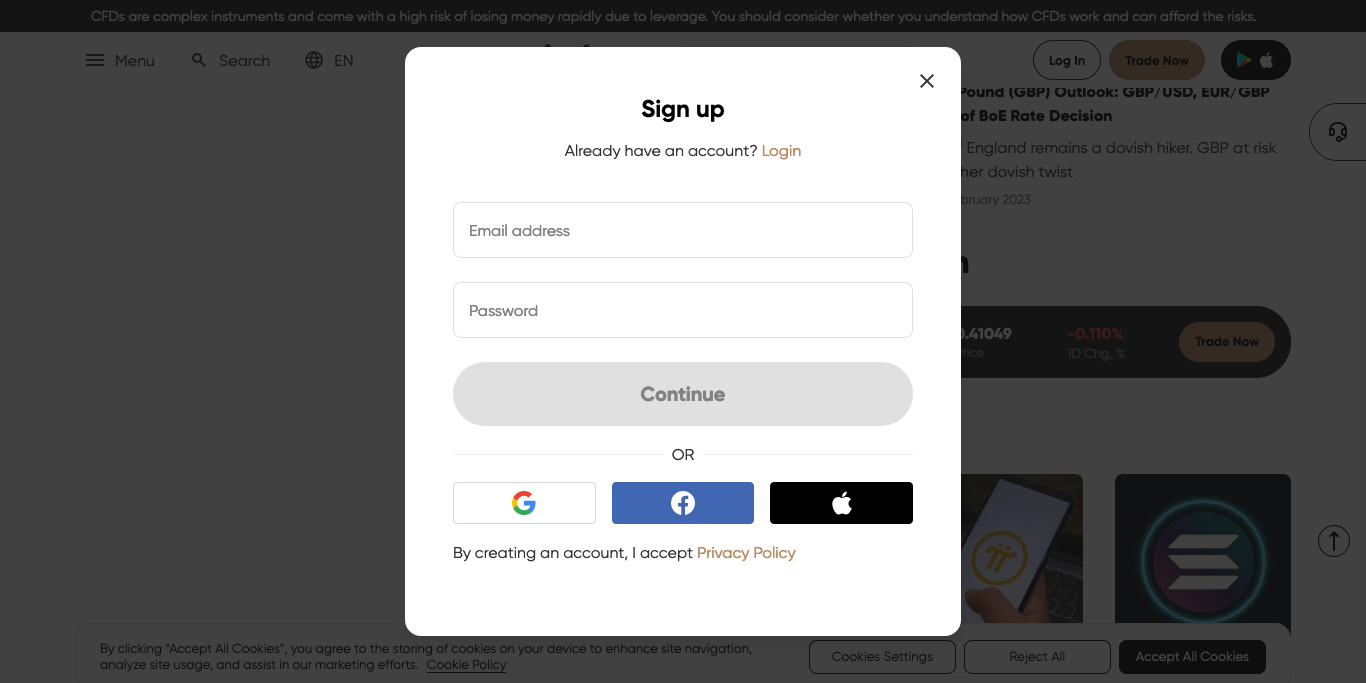 CFDs are complex instruments and come with a high risk of losing money rapidly due to leverage. You should consider whether you understand how CFDs work and can afford the risks.
Menu
Search
EN
Log In
Trade Now
Sign up
Already have an account? Login
Email address
Password
Continue
OR
By creating an account, I accept Privacy Policy
Pound (GBP) Outlook: GBP/USD, EUR/GBP
of BoE Rate Decision
England remains a dovish hiker. GBP at risk
dovish twist
2023
0.41049
-0.110%
1D Chg, %
Trade Now
By clicking “Accept All Cookies”, you agree to the storing of cookies on your device to enhance site navigation,
analyze site usage, and assist in our marketing efforts. Cookie Policy
Cookies Settings
Reject All
Accept All Cookies